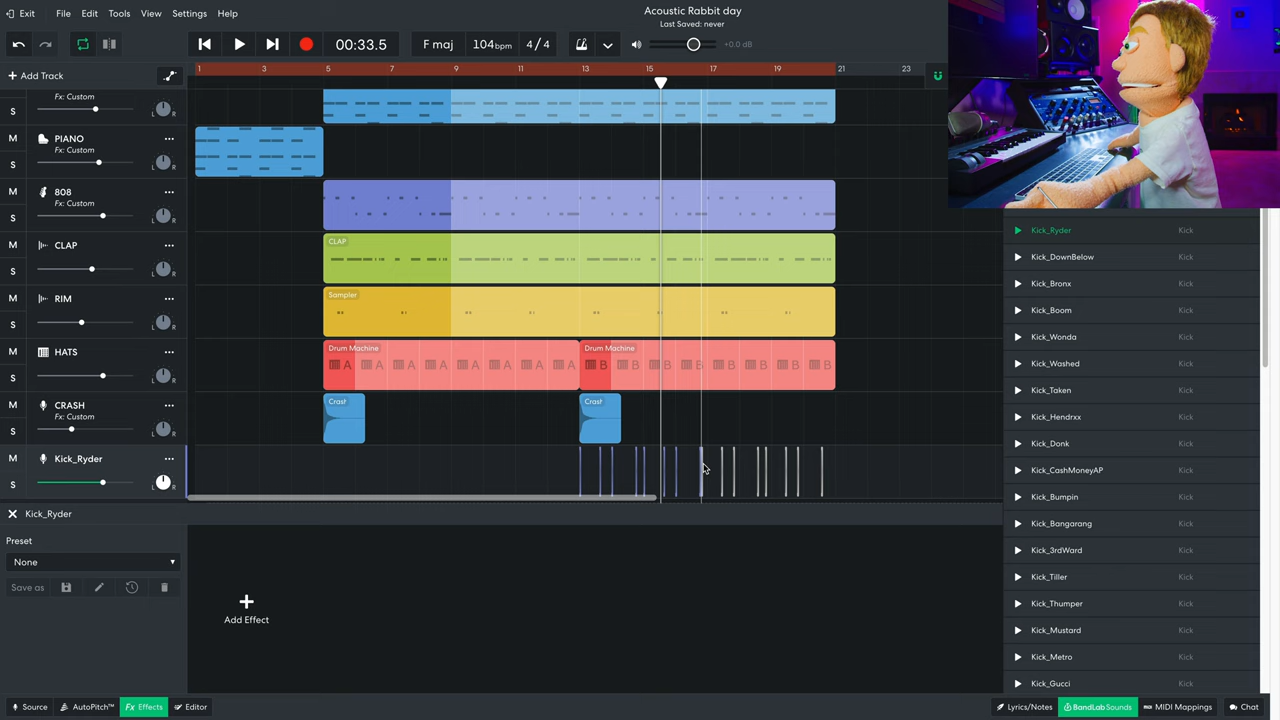 Exit File Edit Tools View Settings Help
Acoustic Rabbit day
Last Saved: never
00:33.5 F maj 104bpm 4 / 4 +0.0 dB
1 3 5 7 9 11 13 15 17 19 21 23
+ Add Track
Fx: Custom
S L R
M PIANO
Fx: Custom
S L R
M 808
Fx: Custom
S L R
M CLAP
CLAP
S L R
M RIM
Sampler
S L R
M HATS
Drum Machine Drum Machine
A A A A A A A A B B B B B B B B
S L R
M CRASH
Fx: Custom
Crash Crash
S L R
M Kick_Ryder
S L R
Kick_Ryder
Preset
None
Save as
Add Effect
Kick_Ryder Kick
Kick_DownBelow Kick
Kick_Bronx Kick
Kick_Boom Kick
Kick_Wonda Kick
Kick_Washed Kick
Kick_Taken Kick
Kick_Hendrxx Kick
Kick_Donk Kick
Kick_CashMoneyAP Kick
Kick_Bumpin Kick
Kick_Bangarang Kick
Kick_3rdWard Kick
Kick_Tiller Kick
Kick_Thumper Kick
Kick_Mustard Kick
Kick_Metro Kick
Kick_Gucci Kick
Source AutoPitch™ Fx Effects Editor Lyrics/Notes BandLab Sounds MIDI Mappings Chat